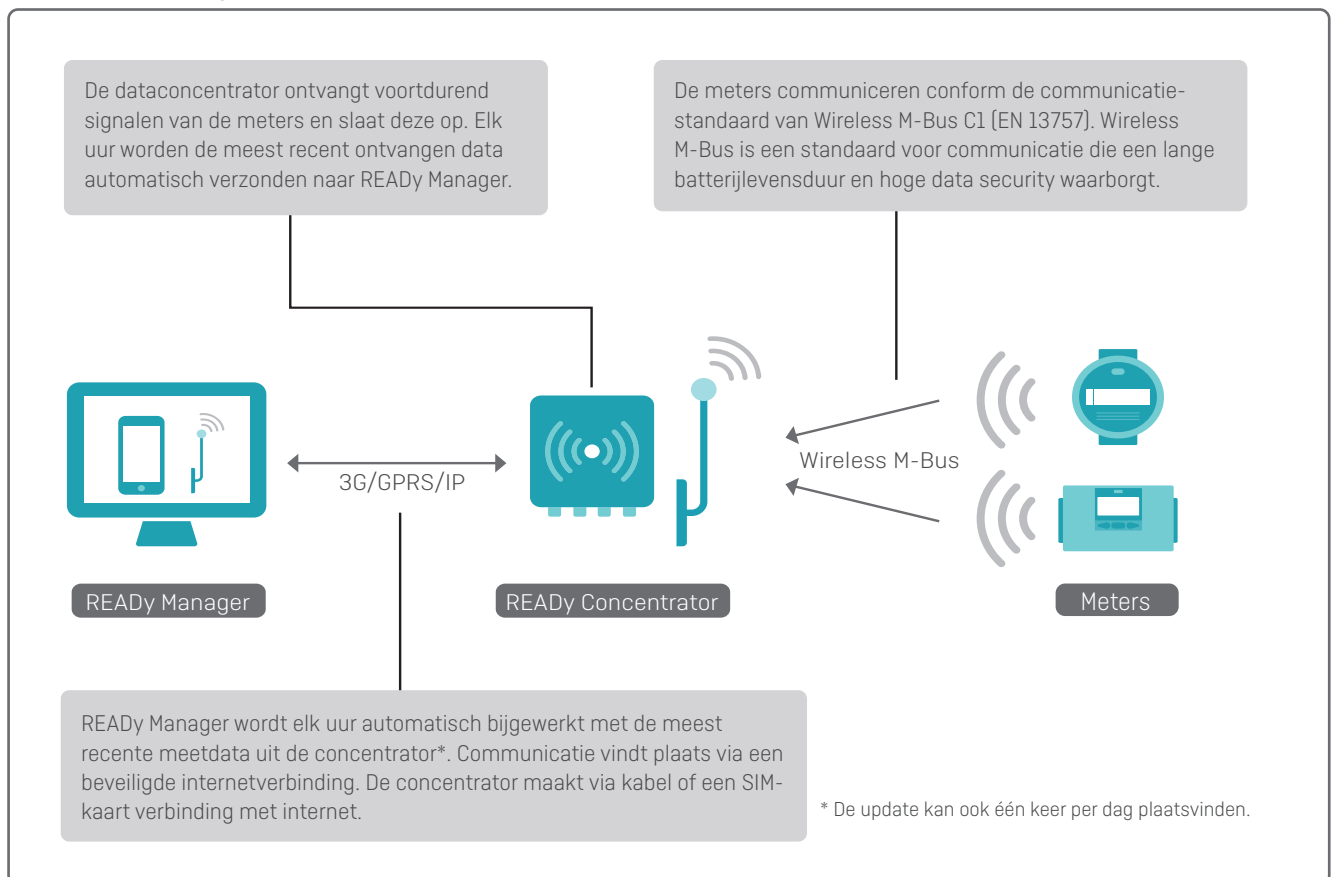 De dataconcentrator ontvangt voortdurend
signalen van de meters en slaat deze op. Elk
uur worden de meest recent ontvangen data
automatisch verzonden naar READy Manager.
De meters communiceren conform de communicatie-
standaard van Wireless M-Bus C1 (EN 13757). Wireless
M-Bus is een standaard voor communicatie die een lange
batterijlevensduur en hoge data security waarborgt.
3G/GPRS/IP
Wireless M-Bus
READy Manager
READy Concentrator
Meters
READy Manager wordt elk uur automatisch bijgewerkt met de meest
recente meetdata uit de concentrator*. Communicatie vindt plaats via een
beveiligde internetverbinding. De concentrator maakt via kabel of een SIM-
kaart verbinding met internet.
* De update kan ook één keer per dag plaatsvinden.